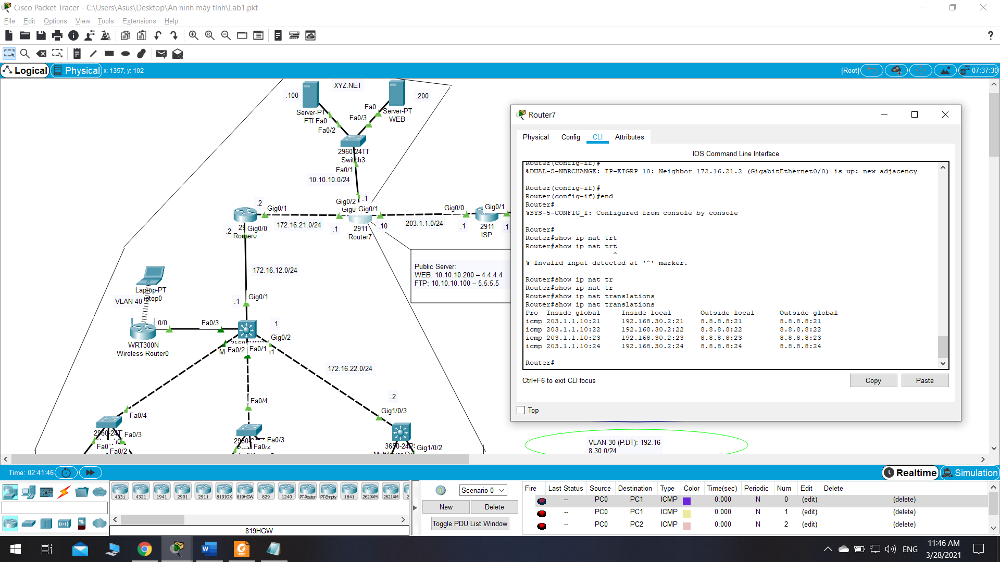 Cisco Packet Tracer - C:\Users\Asus\Desktop\An ninh máy tính\Lab1.pkt
File Edit Options View Tools Extensions Help
Logical Physical x: 1357, y: 102
[Root] 07:37:30
XYZ.NET
.100
.200
Server-PT
Fa0
Fa0/2
Fa0
Fa0/3
Server-PT
WEB
2960-24TT
Switch3
Fa0/1
10.10.10.0/24
.2
Gig0/1
Gig0/0
.2
Router0
172.16.21.0/24
Gig0/2
.1
Gig0/1
.1
.10
2911
Router7
203.1.1.0/24
Gig0/0
Gig0/1
.1
2911
ISP
.1
172.16.12.0/24
Public Server:
WEB: 10.10.10.200 – 4.4.4.4
FTP: 10.10.10.100 – 5.5.5.5
Laptop-PT
VLAN 40
0/0
WRT300N
Wireless Router0
Fa0/3
.1
Gig0/1
.1
Gig0/2
Fa0/2
Fa0/1
172.16.22.0/24
Fa0/4
Fa0/3
Fa0/2
Fa0/4
Fa0/3
Fa0/2
.2
Gig1/0/3
Gig1/0/2
VLAN 30 (P.DT): 192.16
8.30.0/24
Router7
Physical Config CLI Attributes
IOS Command Line Interface
Router(config-if)#
%DUAL-5-NBRCHANGE: IP-EIGRP 10: Neighbor 172.16.21.2 (GigabitEthernet0/0) is up: new adjacency
Router(config-if)#
Router(config-if)#end
Router#
%SYS-5-CONFIG_I: Configured from console by console
Router#
Router#show ip nat trt
Router#show ip nat trt
^
% Invalid input detected at '^' marker.
Router#show ip nat tr
Router#show ip nat tr
Router#show ip nat translations
Router#show ip nat translations
Pro Inside global Inside local Outside local Outside global
icmp 203.1.1.10:21 192.168.30.2:21 8.8.8.8:21 8.8.8.8:21
icmp 203.1.1.10:22 192.168.30.2:22 8.8.8.8:22 8.8.8.8:22
icmp 203.1.1.10:23 192.168.30.2:23 8.8.8.8:23 8.8.8.8:23
icmp 203.1.1.10:24 192.168.30.2:24 8.8.8.8:24 8.8.8.8:24
Router#
Ctrl+F6 to exit CLI focus
Copy
Paste
Top
Time: 02:41:46
Realtime
Simulation
4331 4321 1941 2901 2911 819IOX 819HGW 829 1240 PT-Router PT-Empty 1841 2620XM 2621XM
819HGW
Scenario 0
New
Delete
Toggle PDU List Window
Fire Last Status Source Destination Type Color Time(sec) Periodic Num Edit Delete
-- PC0 PC1 ICMP 0.000 N 0 (edit) (delete)
-- PC0 PC1 ICMP 0.000 N 1 (edit) (delete)
-- PC0 PC2 ICMP 0.000 N 2 (edit) (delete)
ENG
11:46 AM
3/28/2021